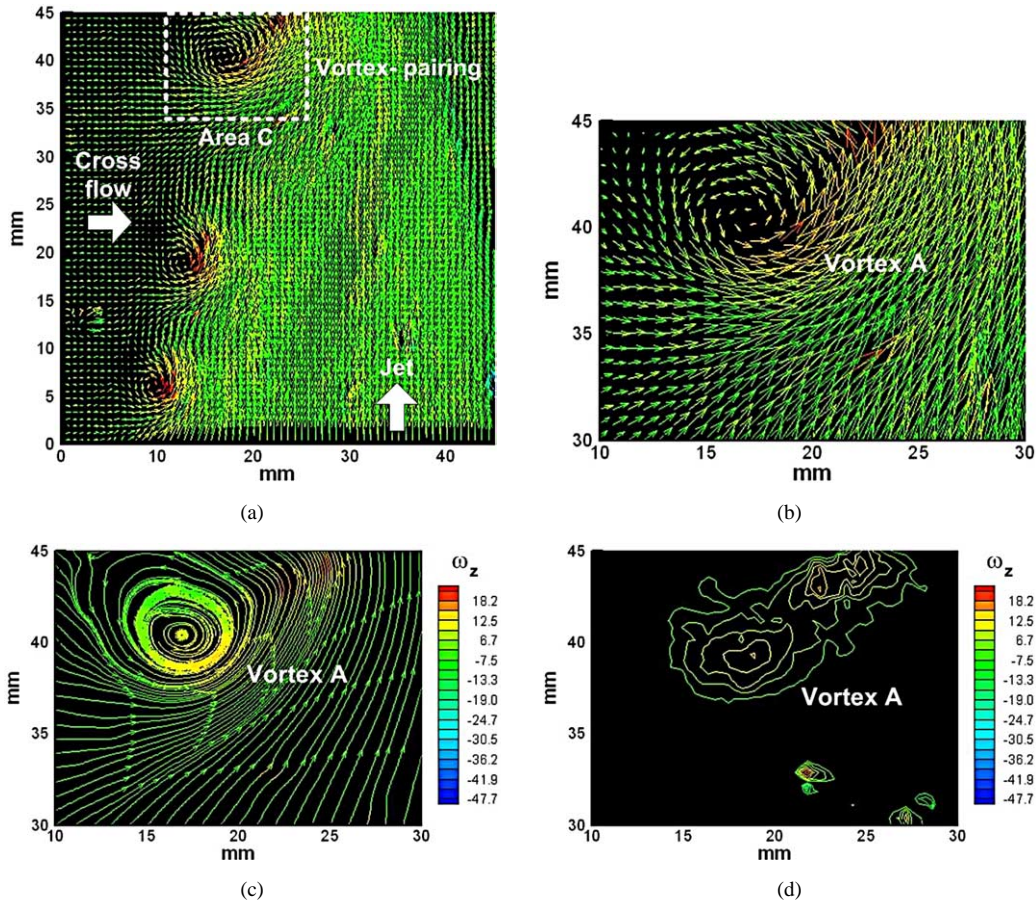 45
40
35
30
25
20
15
10
5
0
mm
0
10
20
30
40
mm
Vortex- pairing
Area C
Cross
flow
Jet
(a)
45
40
35
30
mm
10
15
20
25
30
mm
Vortex A
(b)
45
40
35
30
mm
10
15
20
25
30
mm
Vortex A
ωz
18.2
12.5
6.7
-7.5
-13.3
-19.0
-24.7
-30.5
-36.2
-41.9
-47.7
(c)
45
40
35
30
mm
10
15
20
25
30
mm
Vortex A
ωz
18.2
12.5
6.7
-7.5
-13.3
-19.0
-24.7
-30.5
-36.2
-41.9
-47.7
(d)